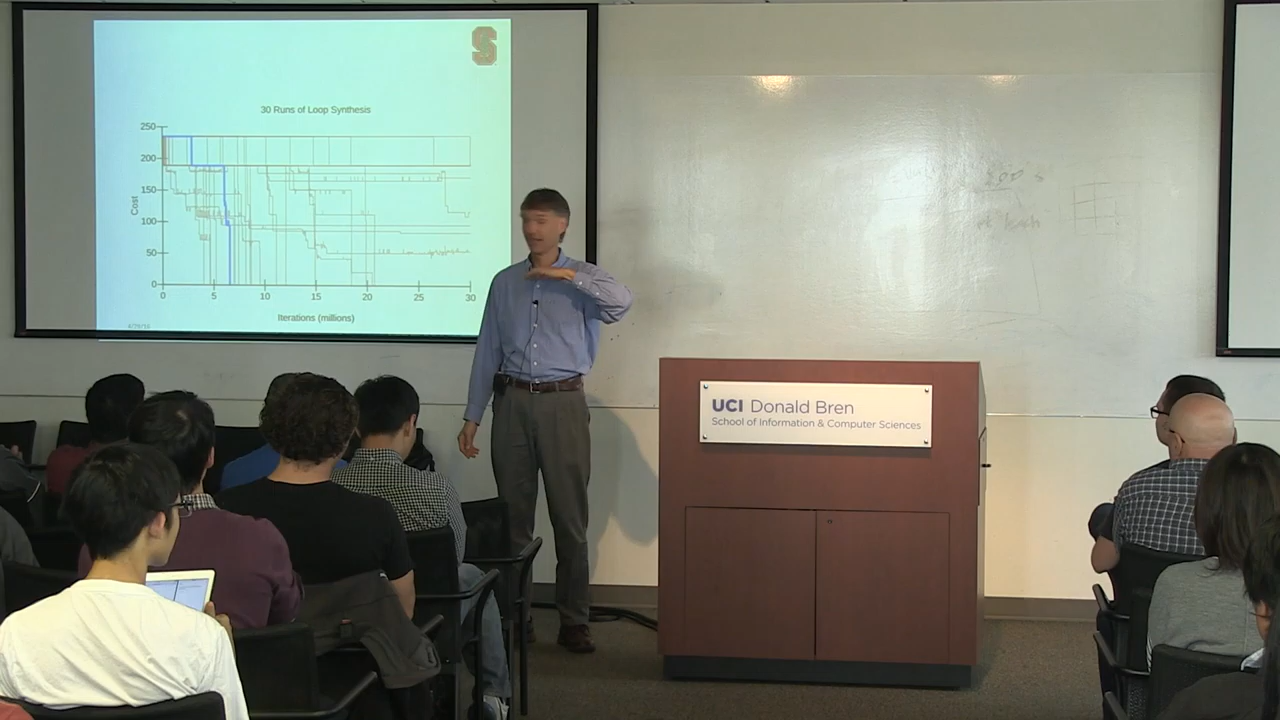 S
30 Runs of Loop Synthesis
250
200
150
100
50
0
Cost
0 5 10 15 20 25 30
Iterations (millions)
UCI Donald Bren
School of Information & Computer Sciences